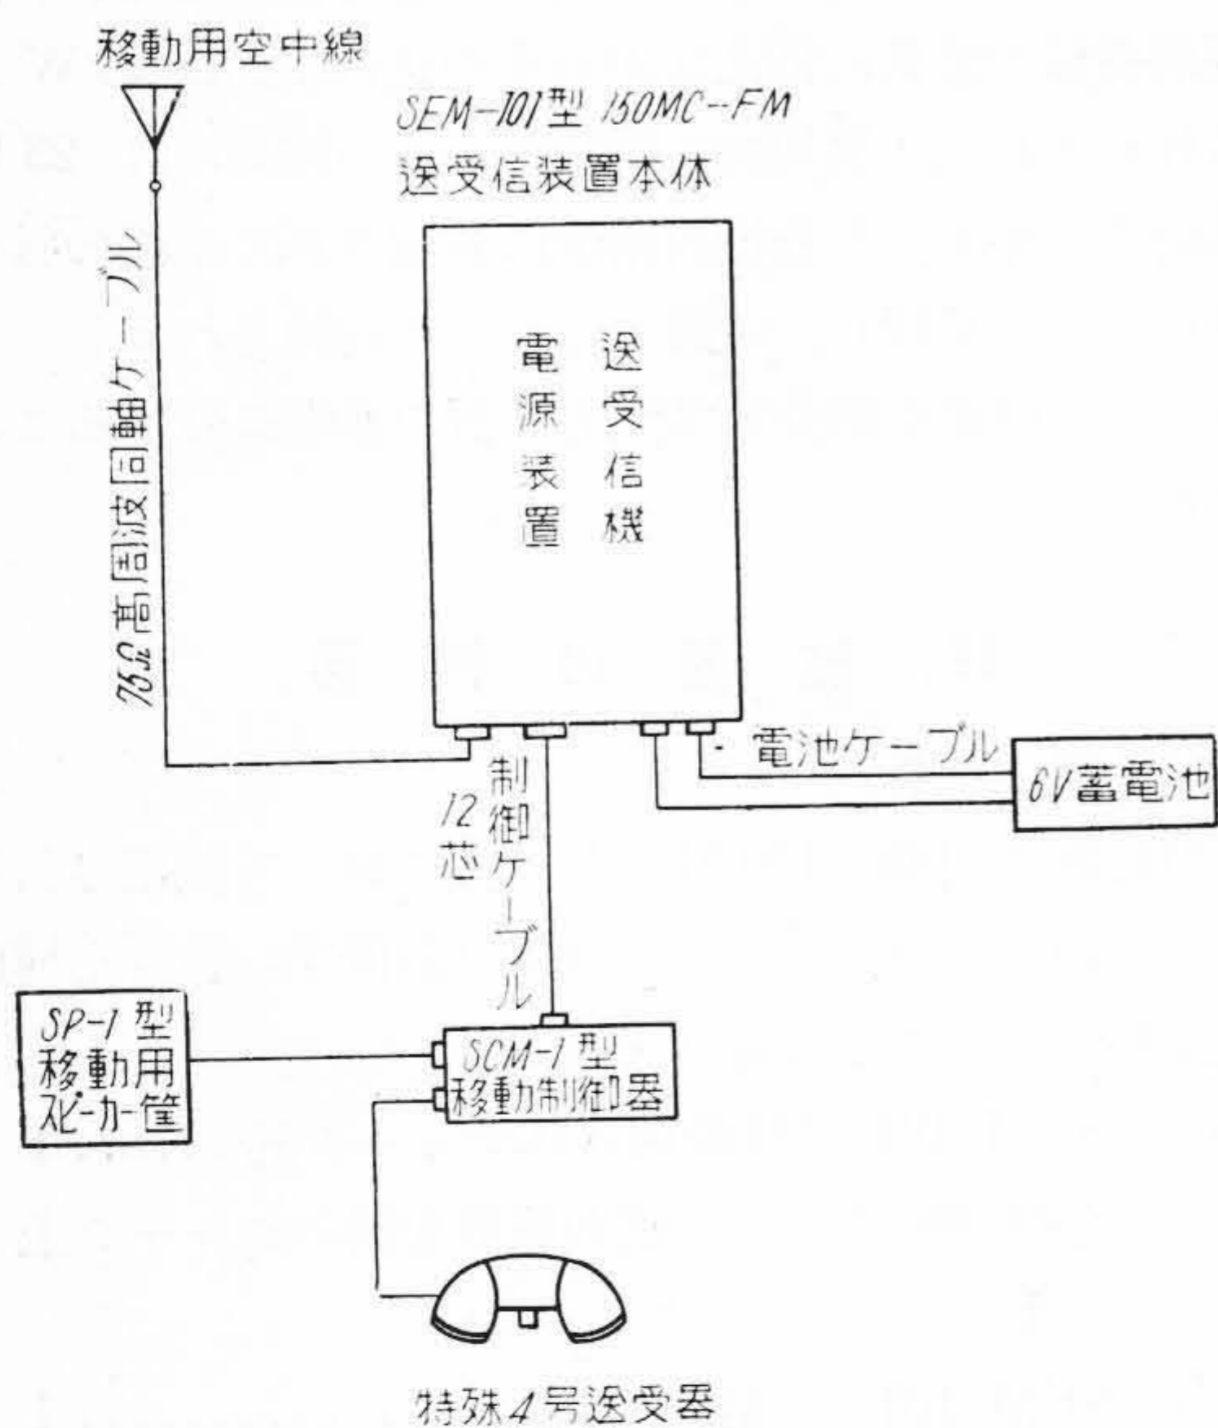 移動用空中線
SEM-101型 150MC-FM
送受信装置本体
送受信機
電源装置
75Ω高周波同軸ケーブル
電池ケーブル
6V蓄電池
制御ケーブル
12芯
SP-1型
移動用
スピーカー筐
SCM-1型
移動制御器
特殊4号送受器